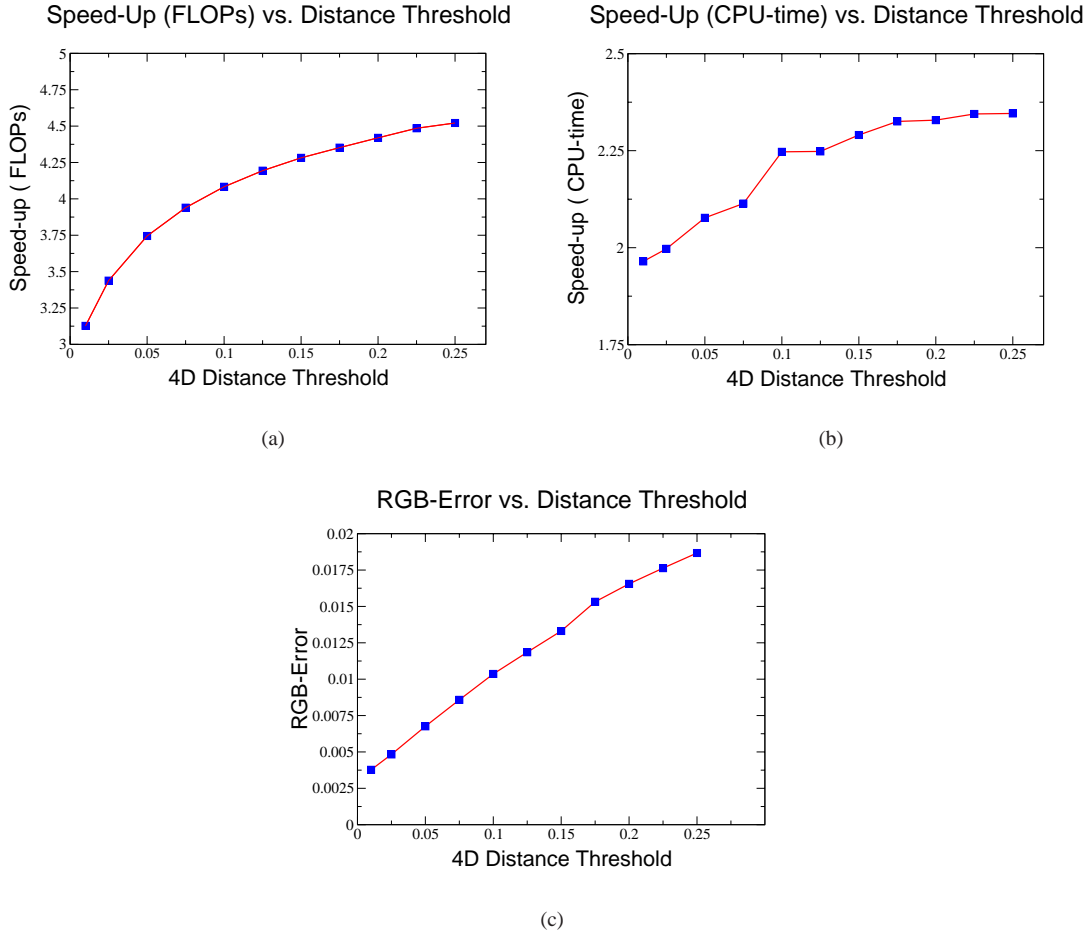 Speed-Up (FLOPs) vs. Distance Threshold
5
4.75
4.5
4.25
4
3.75
3.5
3.25
3
Speed-up ( FLOPs)
0 0.05 0.1 0.15 0.2 0.25
4D Distance Threshold
(a)
Speed-Up (CPU-time) vs. Distance Threshold
2.5
2.25
2
1.75
Speed-up ( CPU-time)
0 0.05 0.1 0.15 0.2 0.25
4D Distance Threshold
(b)
RGB-Error vs. Distance Threshold
0.02
0.0175
0.015
0.0125
0.01
0.0075
0.005
0.0025
0
RGB-Error
0 0.05 0.1 0.15 0.2 0.25
4D Distance Threshold
(c)